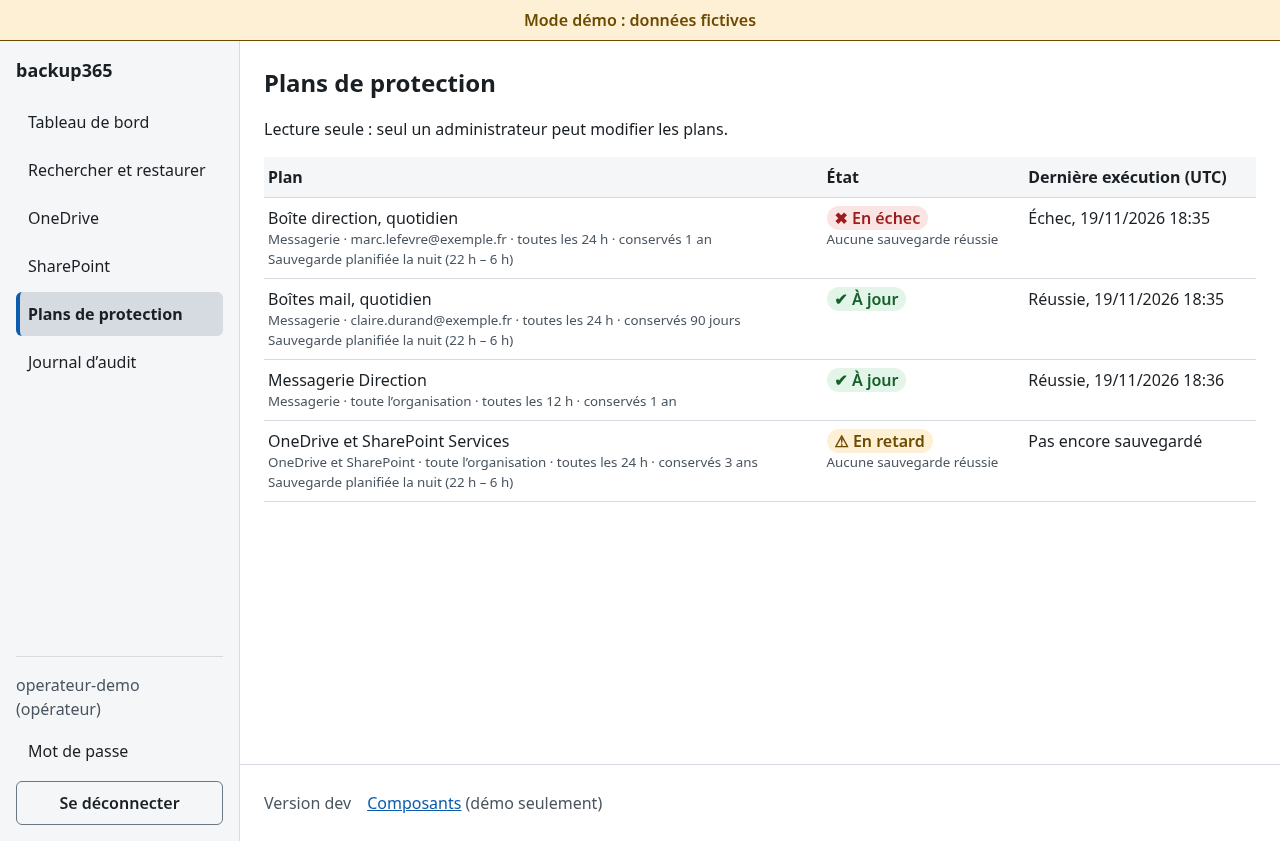 Mode démo : données fictives
backup365
Tableau de bord
Rechercher et restaurer
OneDrive
SharePoint
Plans de protection
Journal d’audit
operateur-demo
(opérateur)
Mot de passe
Se déconnecter
Plans de protection
Lecture seule : seul un administrateur peut modifier les plans.
Plan État Dernière exécution (UTC)
Boîte direction, quotidien ✖ En échec Échec, 19/11/2026 18:35
Messagerie · marc.lefevre@exemple.fr · toutes les 24 h · conservés 1 an Aucune sauvegarde réussie
Sauvegarde planifiée la nuit (22 h – 6 h)
Boîtes mail, quotidien ✔ À jour Réussie, 19/11/2026 18:35
Messagerie · claire.durand@exemple.fr · toutes les 24 h · conservés 90 jours
Sauvegarde planifiée la nuit (22 h – 6 h)
Messagerie Direction ✔ À jour Réussie, 19/11/2026 18:36
Messagerie · toute l’organisation · toutes les 12 h · conservés 1 an
OneDrive et SharePoint Services ⚠ En retard Pas encore sauvegardé
OneDrive et SharePoint · toute l’organisation · toutes les 24 h · conservés 3 ans Aucune sauvegarde réussie
Sauvegarde planifiée la nuit (22 h – 6 h)
Version dev Composants (démo seulement)